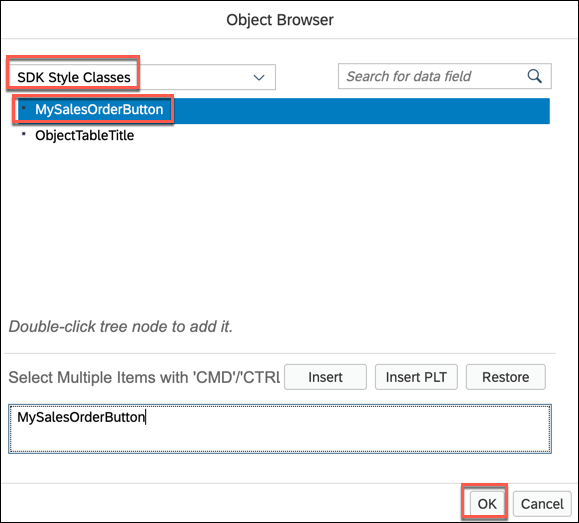 Object Browser
SDK Style Classes
Search for data field
MySalesOrderButton
ObjectTableTitle
Double-click tree node to add it.
Select Multiple Items with 'CMD'/'CTRL Insert Insert PLT Restore
MySalesOrderButton
OK Cancel